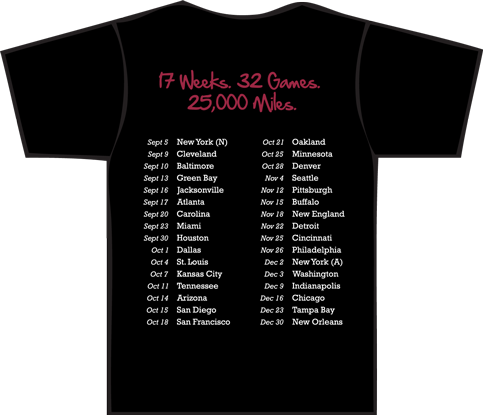 17 Weeks. 32 Games.
25,000 Miles.
Sept 5 New York (N)
Sept 9 Cleveland
Sept 10 Baltimore
Sept 13 Green Bay
Sept 16 Jacksonville
Sept 17 Atlanta
Sept 20 Carolina
Sept 23 Miami
Sept 30 Houston
Oct 1 Dallas
Oct 4 St. Louis
Oct 7 Kansas City
Oct 11 Tennessee
Oct 14 Arizona
Oct 15 San Diego
Oct 18 San Francisco
Oct 21 Oakland
Oct 25 Minnesota
Oct 28 Denver
Nov 4 Seattle
Nov 12 Pittsburgh
Nov 15 Buffalo
Nov 18 New England
Nov 22 Detroit
Nov 25 Cincinnati
Nov 26 Philadelphia
Dec 2 New York (A)
Dec 3 Washington
Dec 9 Indianapolis
Dec 16 Chicago
Dec 23 Tampa Bay
Dec 30 New Orleans